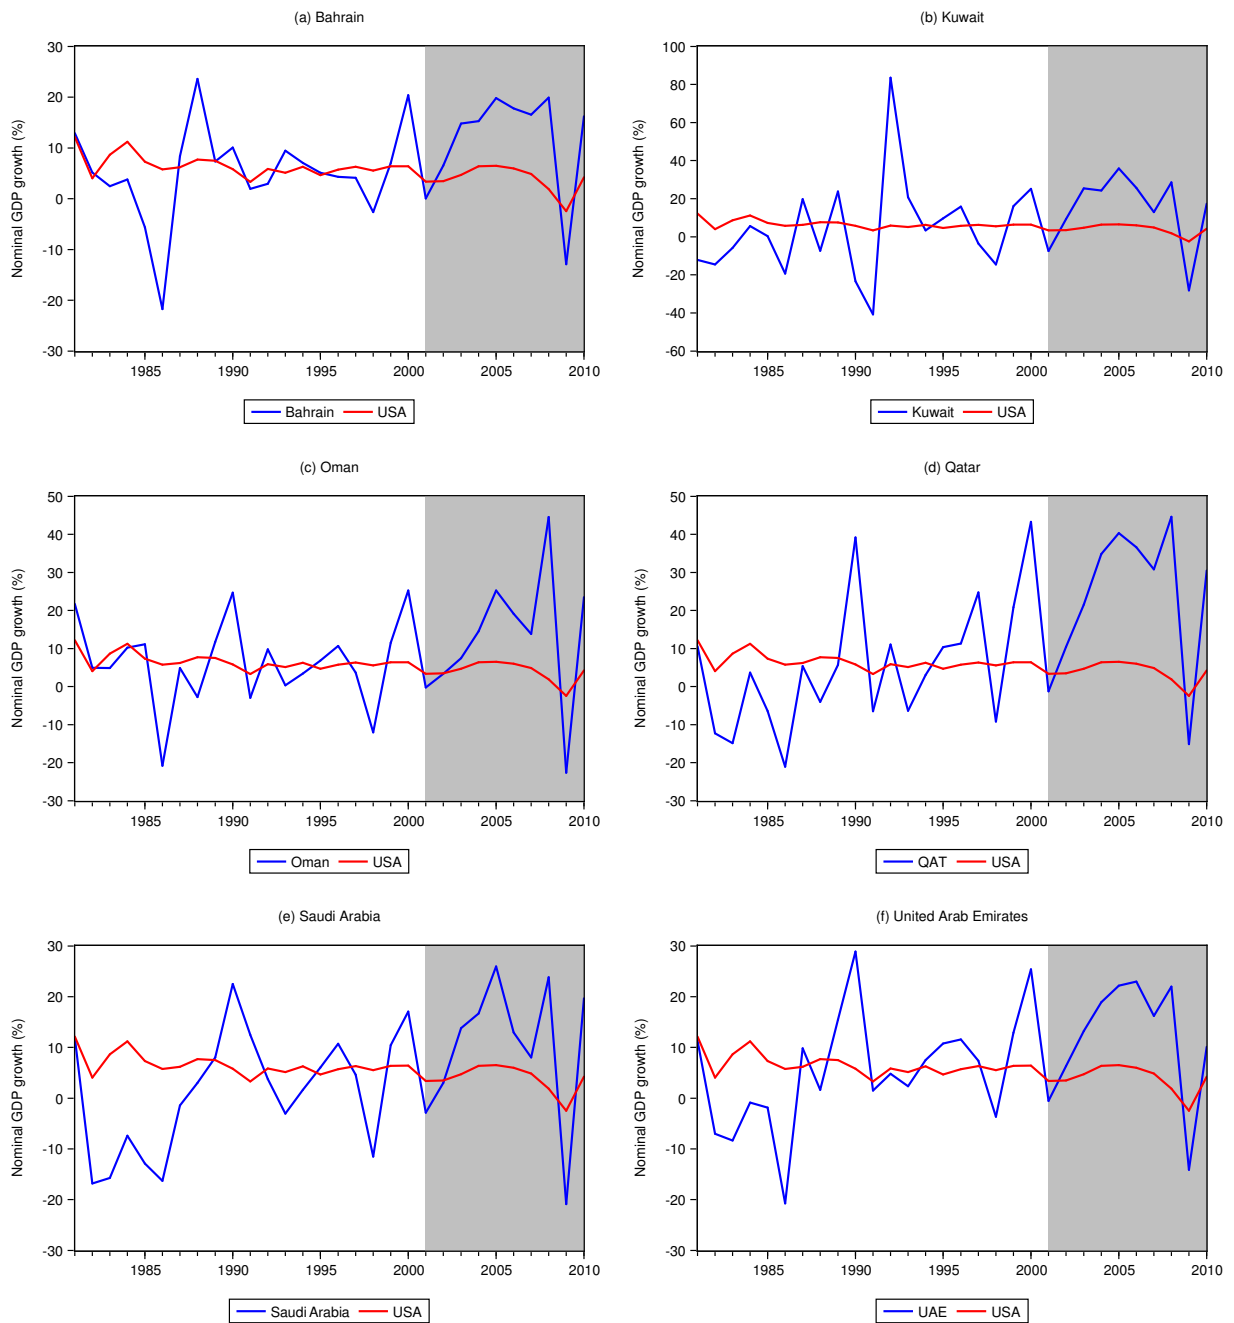 (a) Bahrain
Nominal GDP growth (%)
30
20
10
0
-10
-20
-30
1985 1990 1995 2000 2005 2010
Bahrain USA
(b) Kuwait
Nominal GDP growth (%)
100
80
60
40
20
0
-20
-40
-60
1985 1990 1995 2000 2005 2010
Kuwait USA
(c) Oman
Nominal GDP growth (%)
50
40
30
20
10
0
-10
-20
-30
1985 1990 1995 2000 2005 2010
Oman USA
(d) Qatar
Nominal GDP growth (%)
50
40
30
20
10
0
-10
-20
-30
1985 1990 1995 2000 2005 2010
QAT USA
(e) Saudi Arabia
Nominal GDP growth (%)
30
20
10
0
-10
-20
-30
1985 1990 1995 2000 2005 2010
Saudi Arabia USA
(f) United Arab Emirates
Nominal GDP growth (%)
30
20
10
0
-10
-20
-30
1985 1990 1995 2000 2005 2010
UAE USA